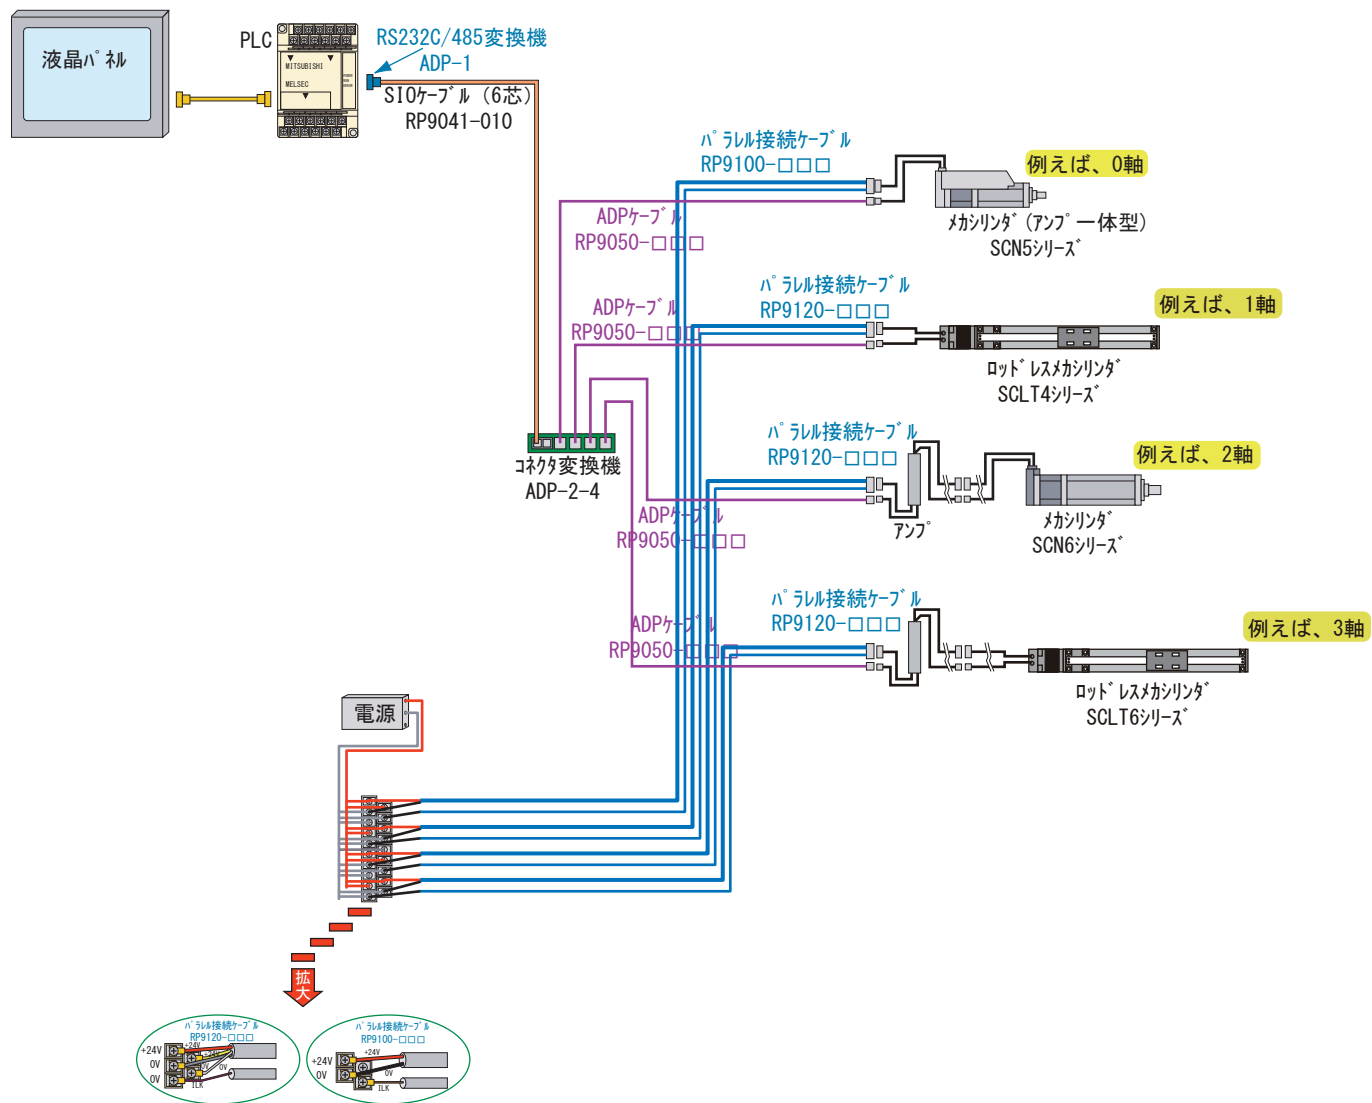 液晶ﾊﾟﾈﾙ
PLC
MITSUBISHI
MELSEC
RS232C/485変換機
ADP-1
SIOｹｰﾌﾞﾙ (6芯)
RP9041-010
ﾊﾟﾗﾚﾙ接続ｹｰﾌﾞﾙ
RP9100-□□□
例えば、0軸
ADPｹｰﾌﾞﾙ
RP9050-□□□
ﾒｶｼﾘﾝﾀﾞ(ｱﾝﾌﾟ一体型)
SCN5ｼﾘｰｽﾞ
ﾊﾟﾗﾚﾙ接続ｹｰﾌﾞﾙ
RP9120-□□□
例えば、1軸
ADPｹｰﾌﾞﾙ
RP9050-□□□
ﾛｯﾄﾞﾚｽﾒｶｼﾘﾝﾀﾞ
SCLT4ｼﾘｰｽﾞ
ﾊﾟﾗﾚﾙ接続ｹｰﾌﾞﾙ
RP9120-□□□
例えば、2軸
ｺﾈｸﾀ変換機
ADP-2-4
ADPｹｰﾌﾞﾙ
RP9050-□□□
ｱﾝﾌﾟ
ﾒｶｼﾘﾝﾀﾞ
SCN6ｼﾘｰｽﾞ
ﾊﾟﾗﾚﾙ接続ｹｰﾌﾞﾙ
RP9120-□□□
例えば、3軸
ADPｹｰﾌﾞﾙ
RP9050-□□□
ﾛｯﾄﾞﾚｽﾒｶｼﾘﾝﾀﾞ
SCLT6ｼﾘｰｽﾞ
電源
拡大
ﾊﾟﾗﾚﾙ接続ｹｰﾌﾞﾙ
RP9120-□□□
+24V
+24V
0V
0V
0V
0V
ILK
ﾊﾟﾗﾚﾙ接続ｹｰﾌﾞﾙ
RP9100-□□□
+24V
+24V
0V
0V
ILK